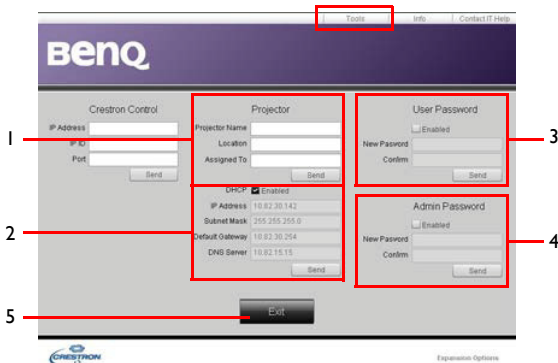 Tools Info Contact IT Help
BenQ
Crestron Control
IP Address
IP ID
Port
Send
Projector
Projector Name
Location
Assigned To
Send
DHCP Enabled
IP Address 10.82.30.142
Subnet Mask 255.255.255.0
Default Gateway 10.82.30.254
DNS Server 10.82.15.15
Send
User Password
Enabled
New Pasword
Confirm
Send
Admin Password
Enabled
New Pasword
Confirm
Send
Exit
CRESTRON
Expansion Options
1
2
3
4
5